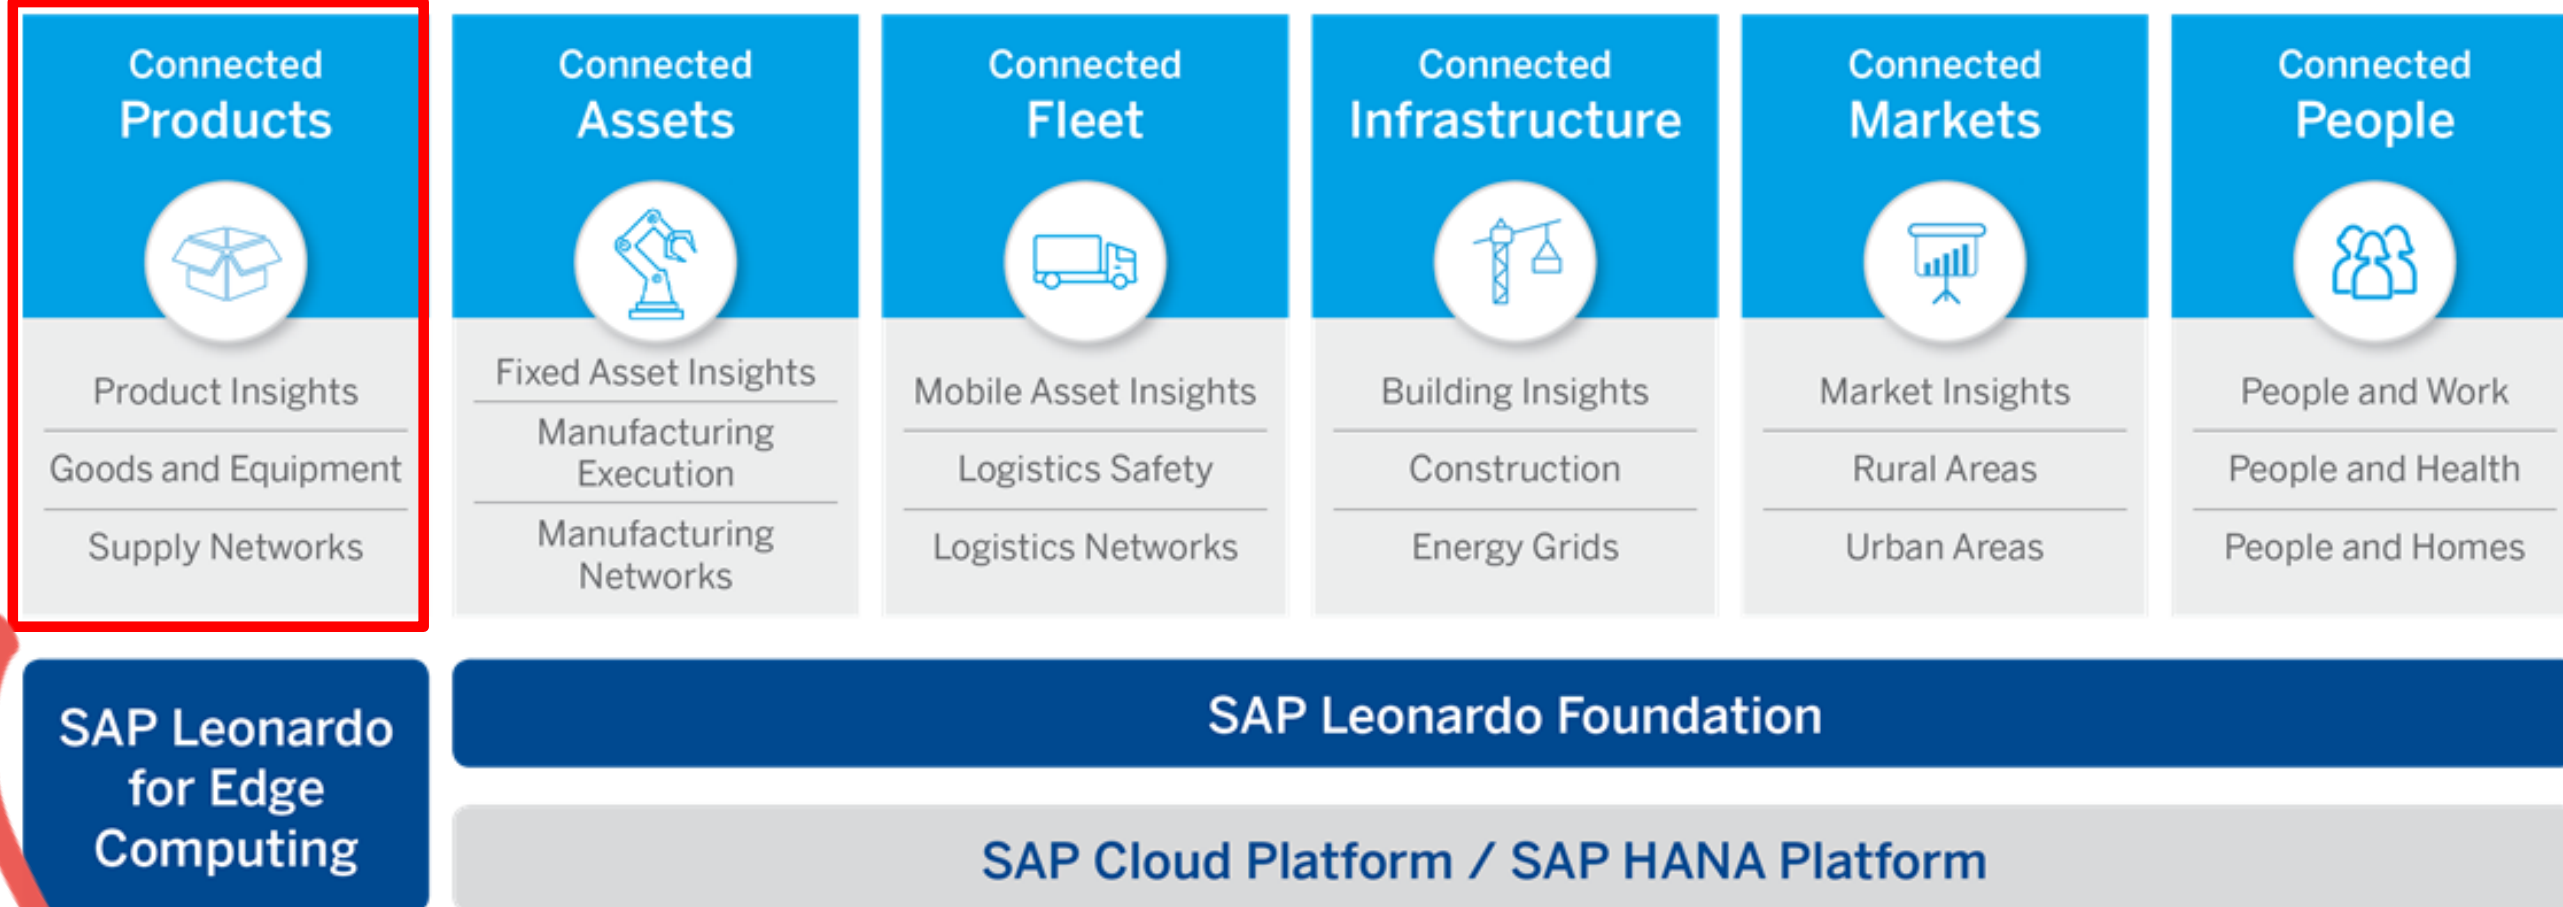 Connected
Products
Product Insights
Goods and Equipment
Supply Networks
Connected
Assets
Fixed Asset Insights
Manufacturing
Execution
Manufacturing
Networks
Connected
Fleet
Mobile Asset Insights
Logistics Safety
Logistics Networks
Connected
Infrastructure
Building Insights
Construction
Energy Grids
Connected
Markets
Market Insights
Rural Areas
Urban Areas
Connected
People
People and Work
People and Health
People and Homes
SAP Leonardo
for Edge
Computing
SAP Leonardo Foundation
SAP Cloud Platform / SAP HANA Platform